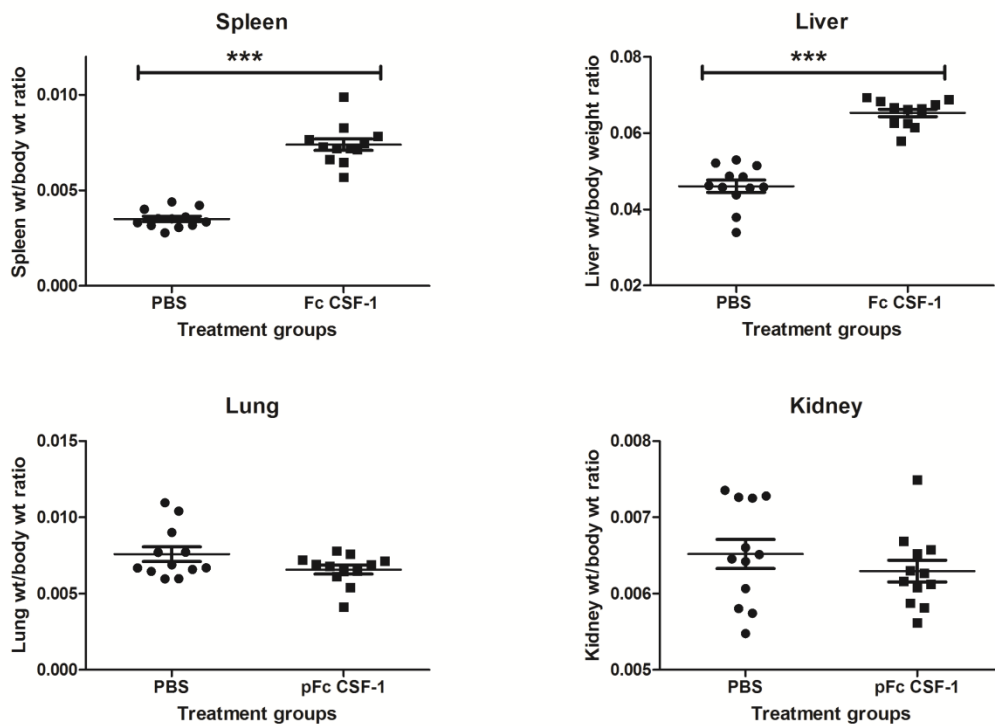 Spleen
***
Spleen wt/body wt ratio
0.010
0.005
0.000
PBS
Fc CSF-1
Treatment groups
Liver
***
Liver wt/body weight ratio
0.08
0.06
0.04
0.02
PBS
Fc CSF-1
Treatment groups
Lung
Lung wt/body wt ratio
0.015
0.010
0.005
0.000
PBS
pFc CSF-1
Treatment groups
Kidney
Kidney wt/body wt ratio
0.008
0.007
0.006
0.005
PBS
pFc CSF-1
Treatment groups